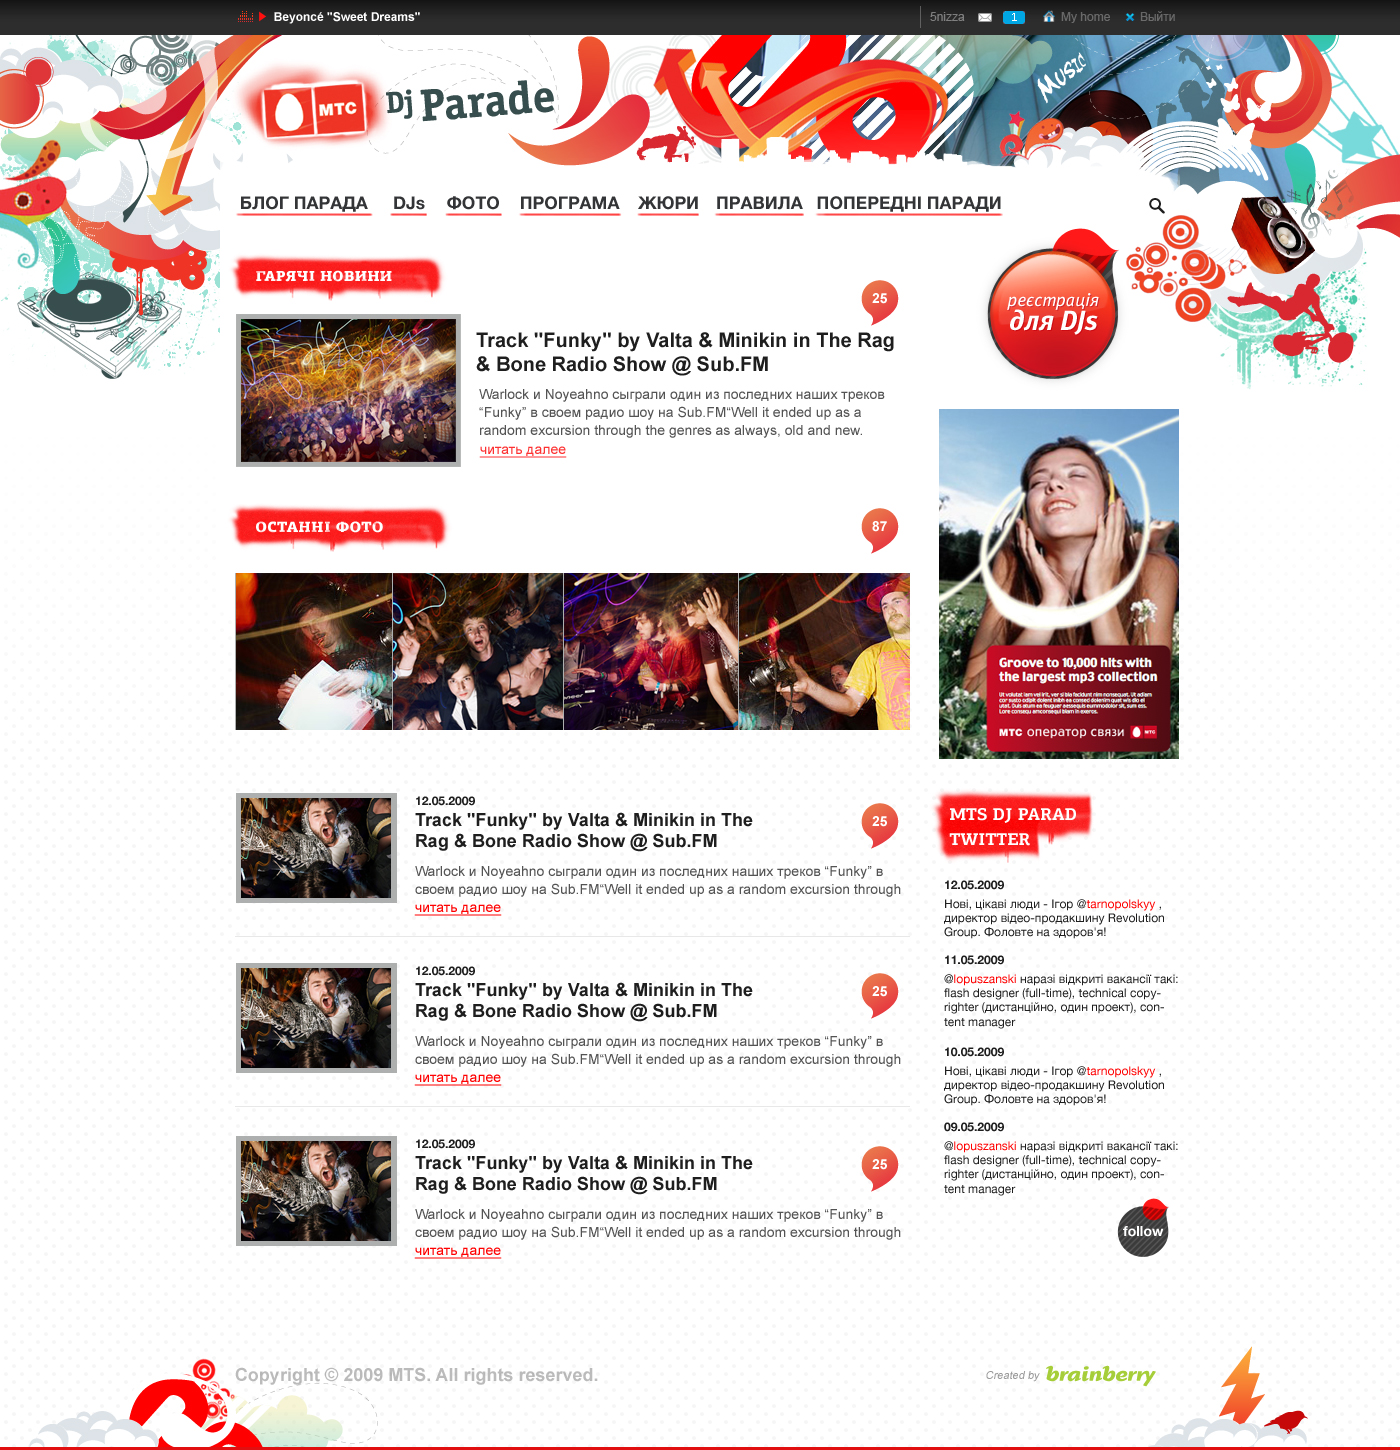 Beyoncé "Sweet Dreams"
5nizza
1
My home
Выйти
МТС
Dj Parade
Music
БЛОГ ПАРАДА DJs ФОТО ПРОГРАМА ЖЮРИ ПРАВИЛА ПОПЕРЕДНІ ПАРАДИ
ГАРЯЧІ НОВИНИ
25
реєстрація
для DJs
Track "Funky" by Valta & Minikin in The Rag
& Bone Radio Show @ Sub.FM
Warlock и Noyeahno сыграли один из последних наших треков
“Funky” в своем радио шоу на Sub.FM“Well it ended up as a
random excursion through the genres as always, old and new.
читать далее
ОСТАННІ ФОТО
87
Groove to 10,000 hits with
the largest mp3 collection
МТС оператор связи
МТС
12.05.2009
Track "Funky" by Valta & Minikin in The
Rag & Bone Radio Show @ Sub.FM
25
Warlock и Noyeahno сыграли один из последних наших треков “Funky” в
своем радио шоу на Sub.FM“Well it ended up as a random excursion through
читать далее
12.05.2009
Track "Funky" by Valta & Minikin in The
Rag & Bone Radio Show @ Sub.FM
25
Warlock и Noyeahno сыграли один из последних наших треков “Funky” в
своем радио шоу на Sub.FM“Well it ended up as a random excursion through
читать далее
12.05.2009
Track "Funky" by Valta & Minikin in The
Rag & Bone Radio Show @ Sub.FM
25
Warlock и Noyeahno сыграли один из последних наших треков “Funky” в
своем радио шоу на Sub.FM“Well it ended up as a random excursion through
читать далее
MTS DJ PARAD
TWITTER
12.05.2009
Нові, цікаві люди - Ігор @tarnopolskyy ,
директор відео-продакшину Revolution
Group. Фоловте на здоров'я!
11.05.2009
@lopuszanski наразі відкриті вакансії такі:
flash designer (full-time), technical copy-
righter (дистанційно, один проект), con-
tent manager
10.05.2009
Нові, цікаві люди - Ігор @tarnopolskyy ,
директор відео-продакшину Revolution
Group. Фоловте на здоров'я!
09.05.2009
@lopuszanski наразі відкриті вакансії такі:
flash designer (full-time), technical copy-
righter (дистанційно, один проект), con-
tent manager
follow
Copyright © 2009 MTS. All rights reserved.
Created by brainberry